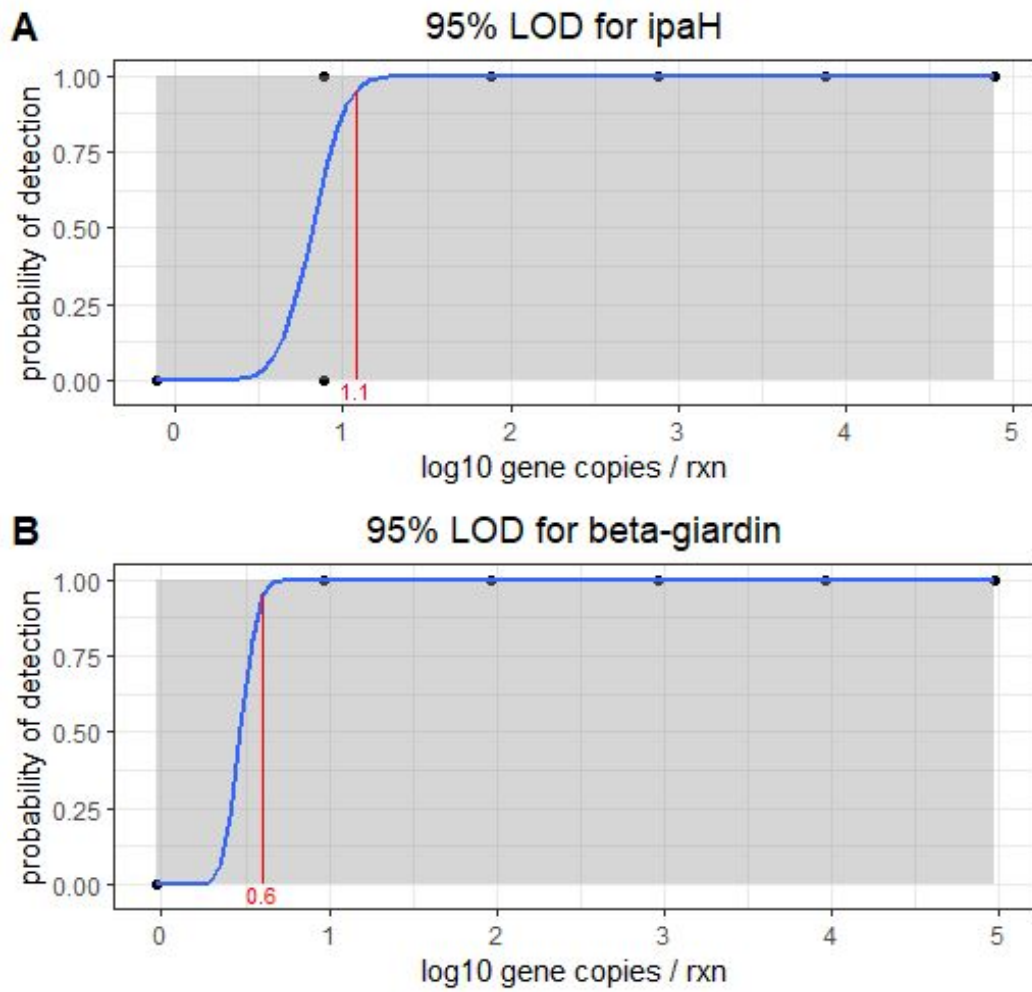 A
95% LOD for ipaH
probability of detection
1.00
0.75
0.50
0.25
0.00
1.1
0 1 2 3 4 5
log10 gene copies / rxn
B
95% LOD for beta-giardin
probability of detection
1.00
0.75
0.50
0.25
0.00
0.6
0 1 2 3 4 5
log10 gene copies / rxn